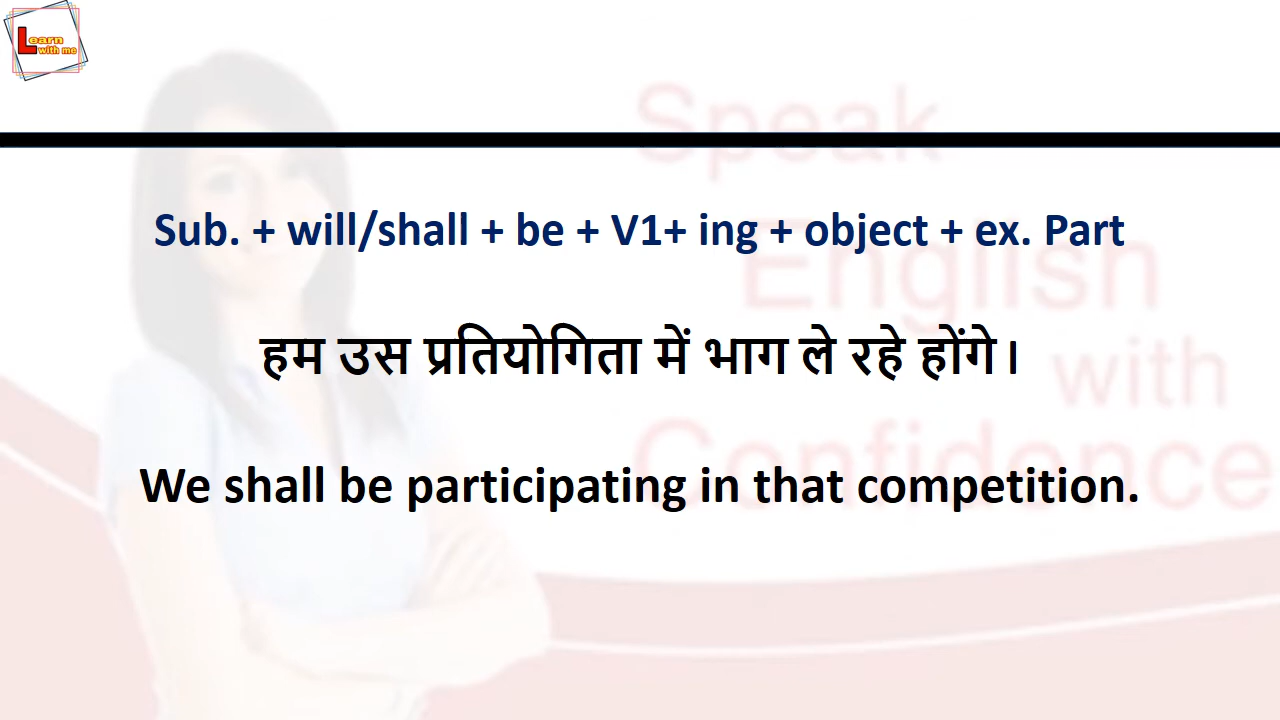 Learn
with me
Speak
Sub. + will/shall + be + V1+ ing + object + ex. Part
English
हम उस प्रतियोगिता में भाग ले रहे होंगे।
with
Confidence
We shall be participating in that competition.